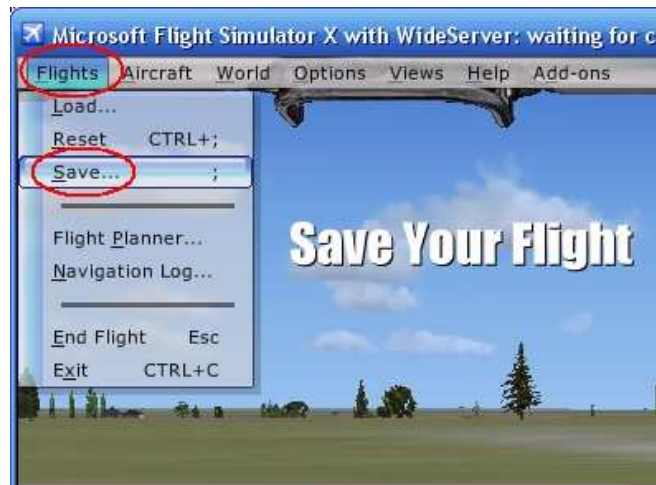 Microsoft Flight Simulator X with WideServer: waiting for c
Flights Aircraft World Options Views Help Add-ons
Load...
Reset CTRL+;
Save... ;
Flight Planner...
Navigation Log...
End Flight Esc
Exit CTRL+C
Save Your Flight